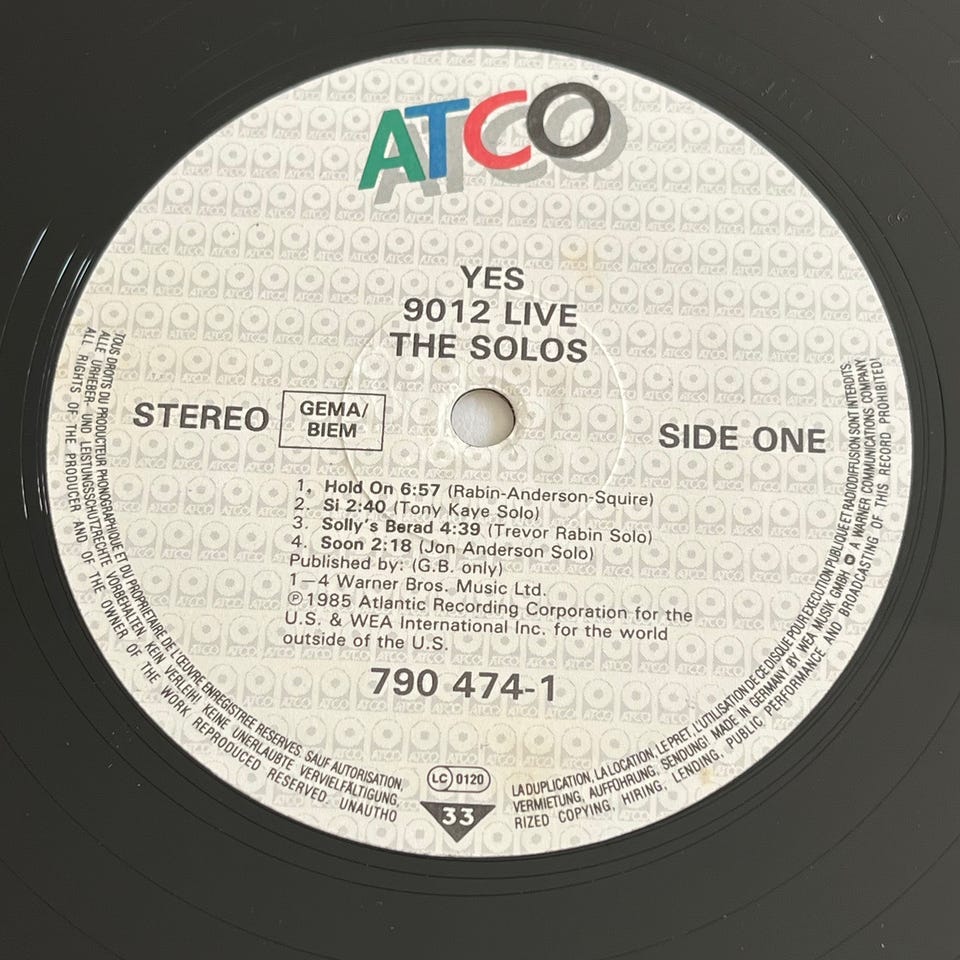 ATCO
YES
9012 LIVE
THE SOLOS
STEREO
GEMA/
BIEM
SIDE ONE
1. Hold On 6:57 (Rabin-Anderson-Squire)
2. Si 2:40 (Tony Kaye Solo)
3. Solly's Berad 4:39 (Trevor Rabin Solo)
4. Soon 2:18 (Jon Anderson Solo)
Published by: (G.B. only)
1—4 Warner Bros. Music Ltd.
℗1985 Atlantic Recording Corporation for the
U.S. & WEA International Inc. for the world
outside of the U.S.
790 474-1
TOUS DROITS DU PRODUCTEUR PHONOGRAPHIQUE ET DU PROPRIETAIRE DE L'ŒUVRE ENREGISTREE RESERVES. SAUF AUTORISATION,
ALLE URHEBER- UND LEISTUNGSSCHUTZRECHTE VORBEHALTEN. KEIN VERLEIH! KEINE UNERLAUBTE VERVIELFÄLTIGUNG,
ALL RIGHTS OF THE PRODUCER AND OF THE OWNER OF THE WORK REPRODUCED RESERVED. UNAUTHO
LC 0120
33
LA DUPLICATION, LA LOCATION, LE PRET, L'UTILISATION DE CE DISQUE POUR EXECUTION PUBLIQUE ET RADIODIFFUSION SONT INTERDITS.
VERMIETUNG, AUFFÜHRUNG, SENDUNG! MADE IN GERMANY BY WEA MUSIK GMBH A WARNER COMMUNICATIONS COMPANY
RIZED COPYING, HIRING, LENDING, PUBLIC PERFORMANCE AND BROADCASTING OF THIS RECORD PROHIBITED!